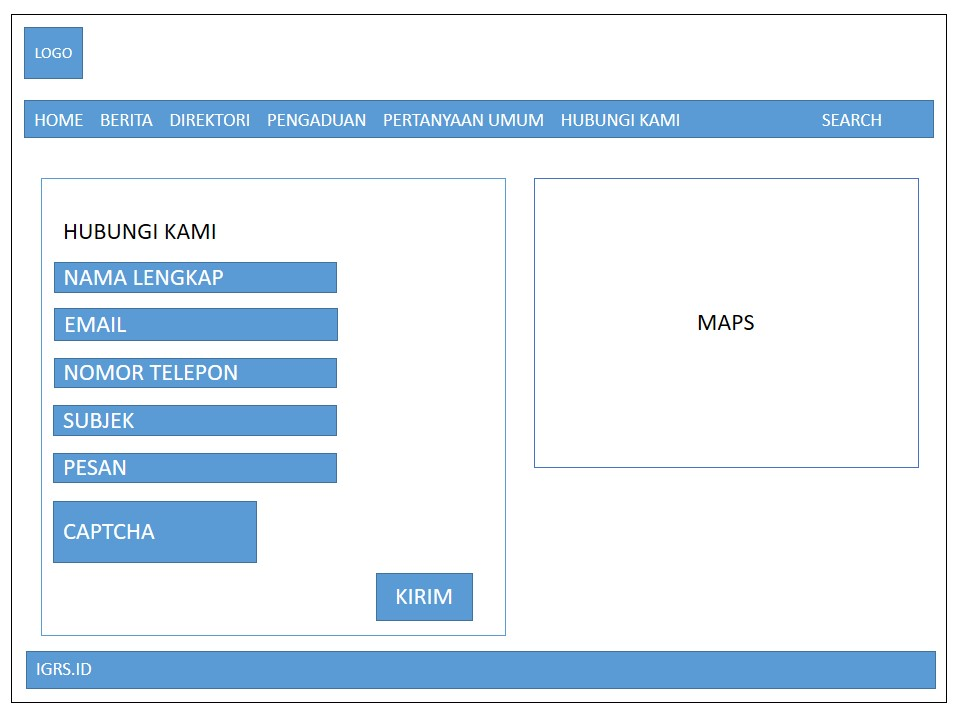 LOGO
HOME BERITA DIREKTORI PENGADUAN PERTANYAAN UMUM HUBUNGI KAMI SEARCH
HUBUNGI KAMI
NAMA LENGKAP
EMAIL
NOMOR TELEPON
SUBJEK
PESAN
CAPTCHA
KIRIM
MAPS
IGRS.ID